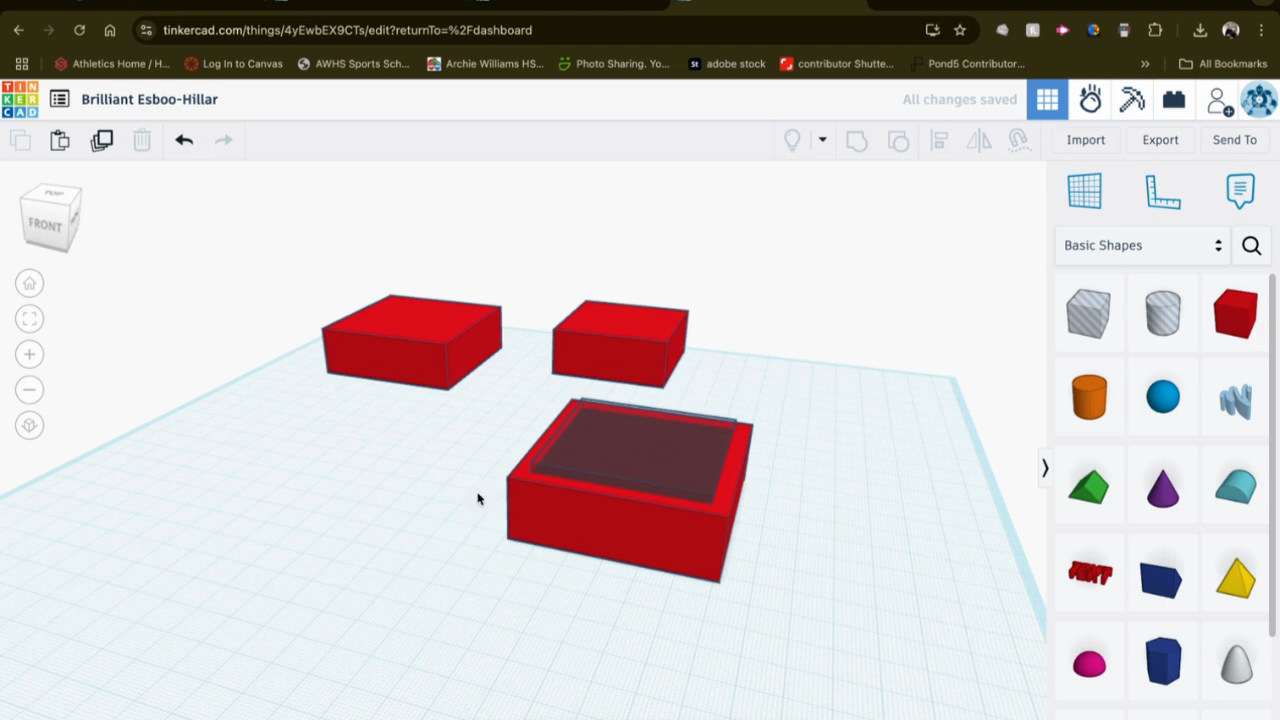 tinkercad.com/things/4yEwbEX9CTs/edit?returnTo=%2Fdashboard
Athletics Home / H... Log In to Canvas AWHS Sports Sch... Archie Williams HS... Photo Sharing. Yo... St adobe stock contributor Shutte... Pond5 Contributor... » All Bookmarks
TIN
KER
CAD
Brilliant Esboo-Hillar
All changes saved
Import Export Send To
TOP
FRONT
Basic Shapes
TEXT